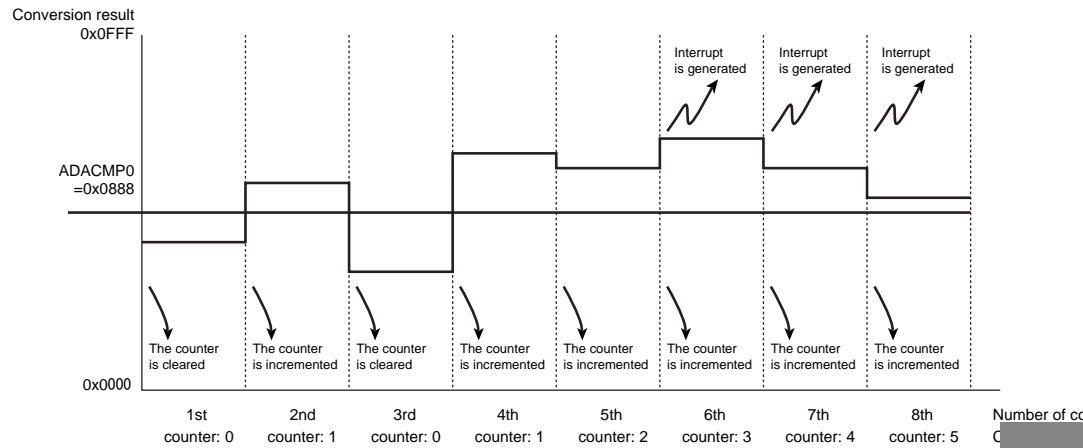 Conversion result
0x0FFF
Interrupt
is generated
Interrupt
is generated
Interrupt
is generated
ADACMP0
=0x0888
The counter
is cleared
The counter
is incremented
The counter
is cleared
The counter
is incremented
The counter
is incremented
The counter
is incremented
The counter
is incremented
The counter
is incremented
0x0000
1st 2nd 3rd 4th 5th 6th 7th 8th Number of
counter: 0 counter: 1 counter: 0 counter: 1 counter: 2 counter: 3 counter: 4 counter: 5